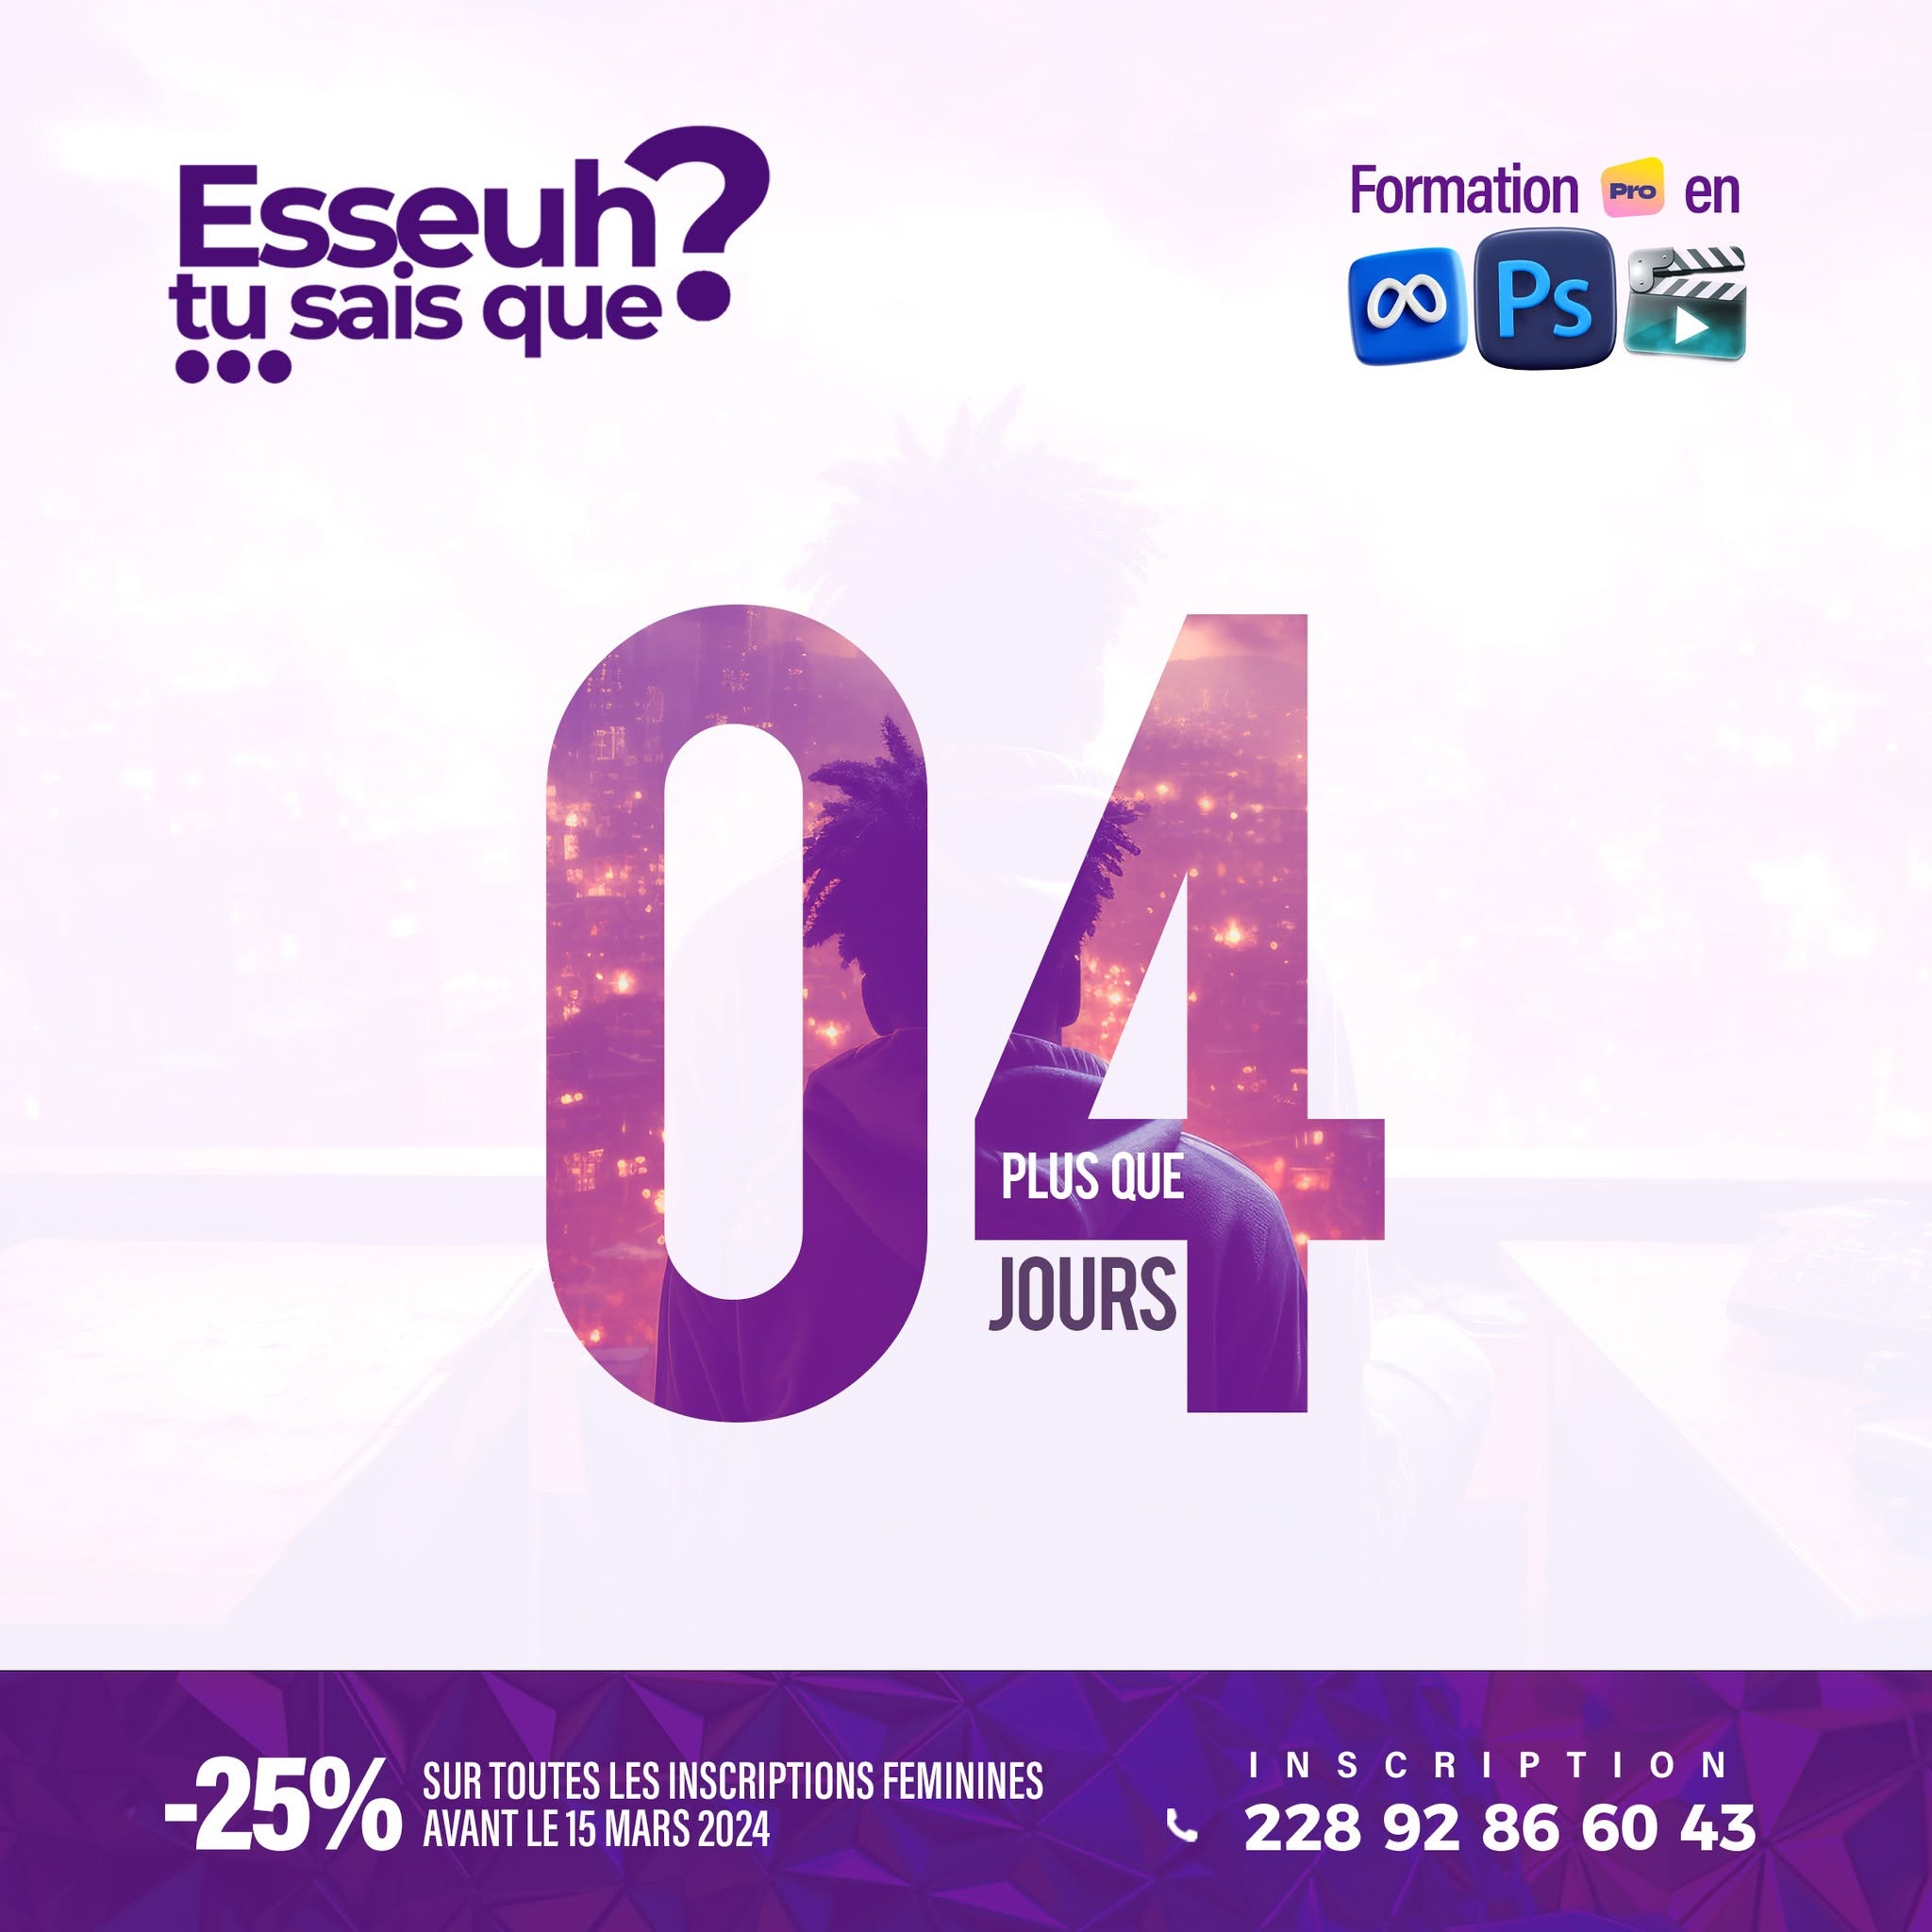 Esseuh?
tu sais que
...
Formation Pro en
Ps
04
PLUS QUE
JOURS
-25%
SUR TOUTES LES INSCRIPTIONS FEMININES
AVANT LE 15 MARS 2024
INSCRIPTION
228 92 86 60 43